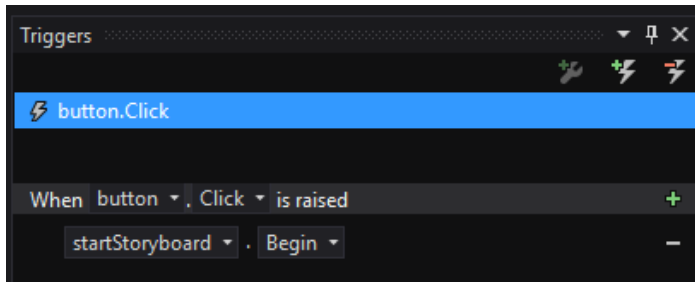 Triggers
button.Click
When button . Click is raised
startStoryboard . Begin